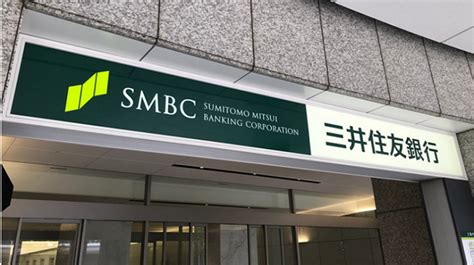 SMBC
SUMITOMO MITSUI
BANKING CORPORATION
三井住友銀行